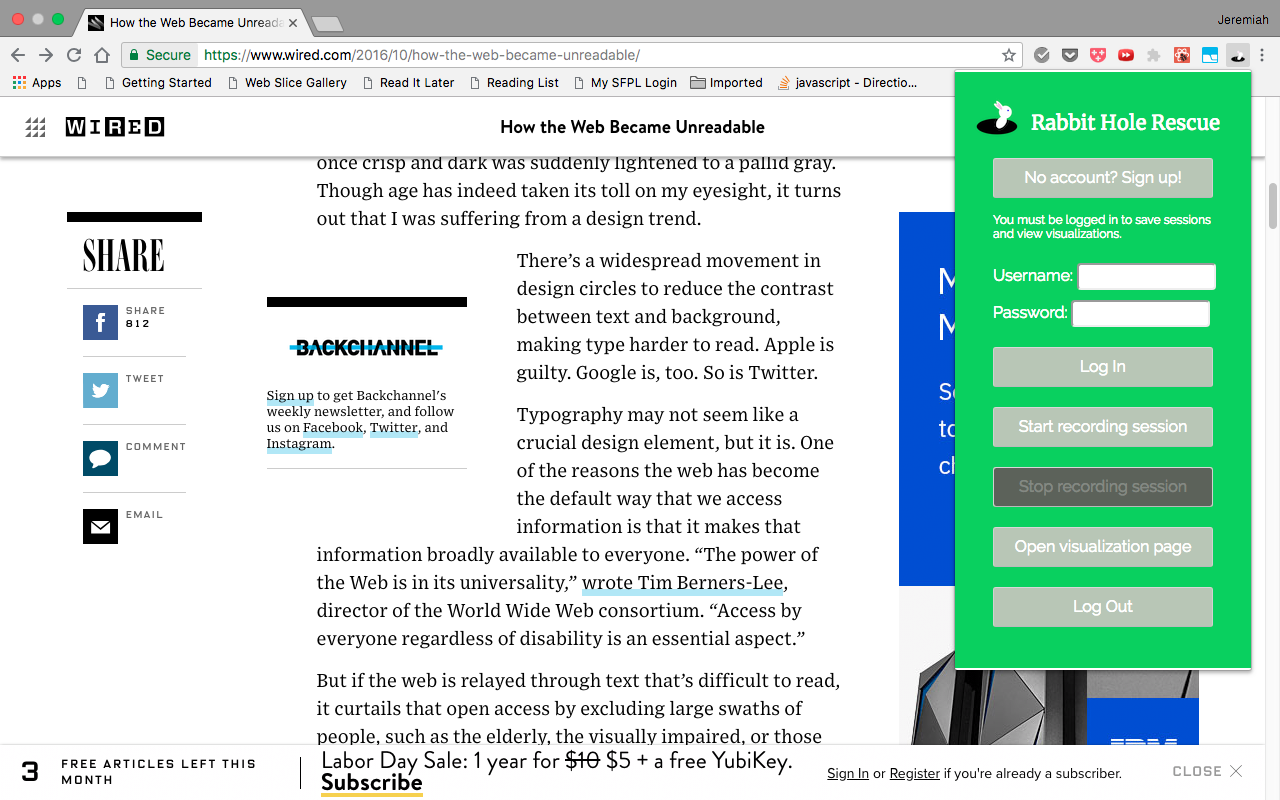 How the Web Became Unreada
Jeremiah
Secure https://www.wired.com/2016/10/how-the-web-became-unreadable/
Apps Getting Started Web Slice Gallery Read It Later Reading List My SFPL Login Imported javascript - Directio...
WIRED
How the Web Became Unreadable
once crisp and dark was suddenly lightened to a pallid gray.
Though age has indeed taken its toll on my eyesight, it turns
out that I was suffering from a design trend.
SHARE
SHARE
812
TWEET
COMMENT
EMAIL
BACKCHANNEL
Sign up to get Backchannel's
weekly newsletter, and follow
us on Facebook, Twitter, and
Instagram.
There’s a widespread movement in
design circles to reduce the contrast
between text and background,
making type harder to read. Apple is
guilty. Google is, too. So is Twitter.
Typography may not seem like a
crucial design element, but it is. One
of the reasons the web has become
the default way that we access
information is that it makes that
information broadly available to everyone. “The power of
the Web is in its universality,” wrote Tim Berners-Lee,
director of the World Wide Web consortium. “Access by
everyone regardless of disability is an essential aspect.”
But if the web is relayed through text that’s difficult to read,
it curtails that open access by excluding large swaths of
people, such as the elderly, the visually impaired, or those
M
M
So
to
ch
IBM
Rabbit Hole Rescue
No account? Sign up!
You must be logged in to save sessions
and view visualizations.
Username:
Password:
Log In
Start recording session
Stop recording session
Open visualization page
Log Out
3 FREE ARTICLES LEFT THIS
MONTH
Labor Day Sale: 1 year for $10 $5 + a free YubiKey.
Subscribe
Sign In or Register if you're already a subscriber.
CLOSE